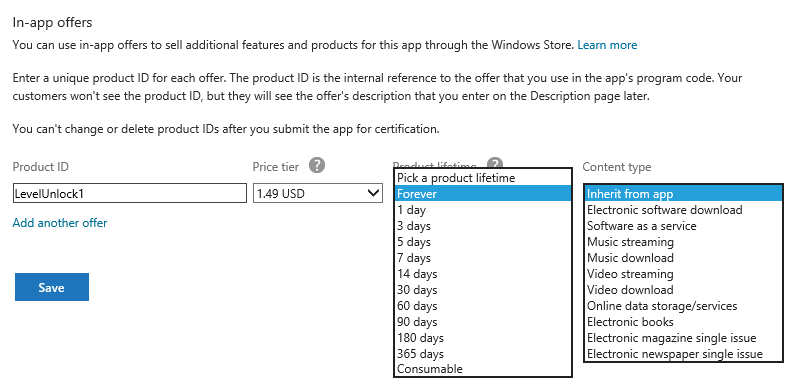 In-app offers
You can use in-app offers to sell additional features and products for this app through the Windows Store. Learn more
Enter a unique product ID for each offer. The product ID is the internal reference to the offer that you use in the app's program code. Your
customers won't see the product ID, but they will see the offer's description that you enter on the Description page later.
You can't change or delete product IDs after you submit the app for certification.
Product ID
Price tier ?
Product lifetime ?
Content type
LevelUnlock1
1.49 USD
Add another offer
Save
Pick a product lifetime
Forever
1 day
3 days
5 days
7 days
14 days
30 days
60 days
90 days
180 days
365 days
Consumable
Inherit from app
Electronic software download
Software as a service
Music streaming
Music download
Video streaming
Video download
Online data storage/services
Electronic books
Electronic magazine single issue
Electronic newspaper single issue